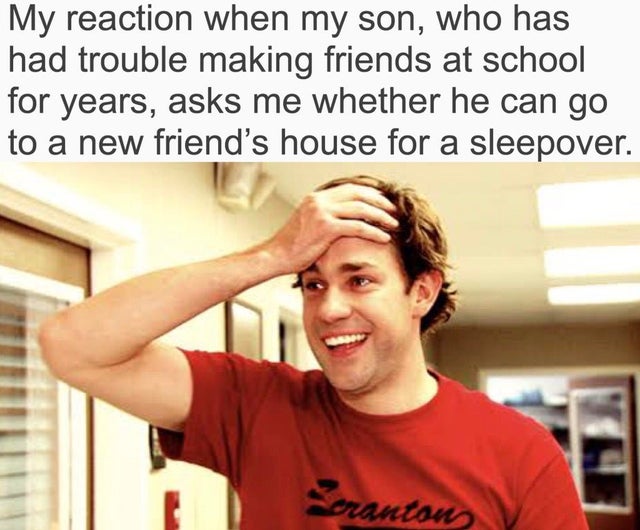 My reaction when my son, who has
had trouble making friends at school
for years, asks me whether he can go
to a new friend’s house for a sleepover.
Scranton